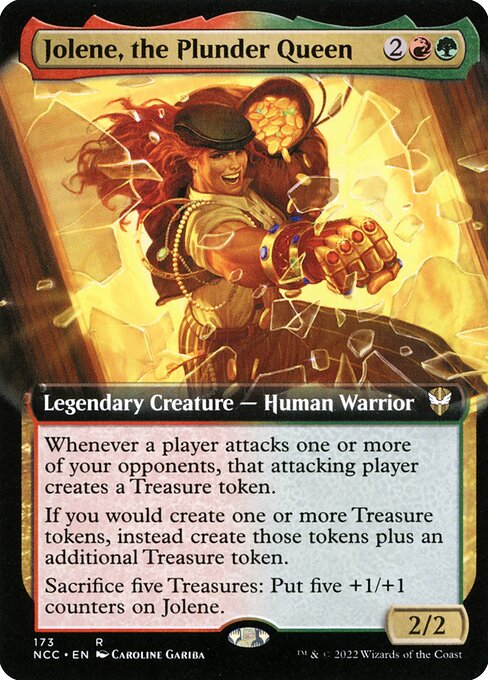 Jolene, the Plunder Queen 2
Legendary Creature — Human Warrior
Whenever a player attacks one or more
of your opponents, that attacking player
creates a Treasure token.
If you would create one or more Treasure
tokens, instead create those tokens plus an
additional Treasure token.
Sacrifice five Treasures: Put five +1/+1
counters on Jolene.
2/2
173 R
NCC • EN Caroline Gariba
™ & © 2022 Wizards of the Coast